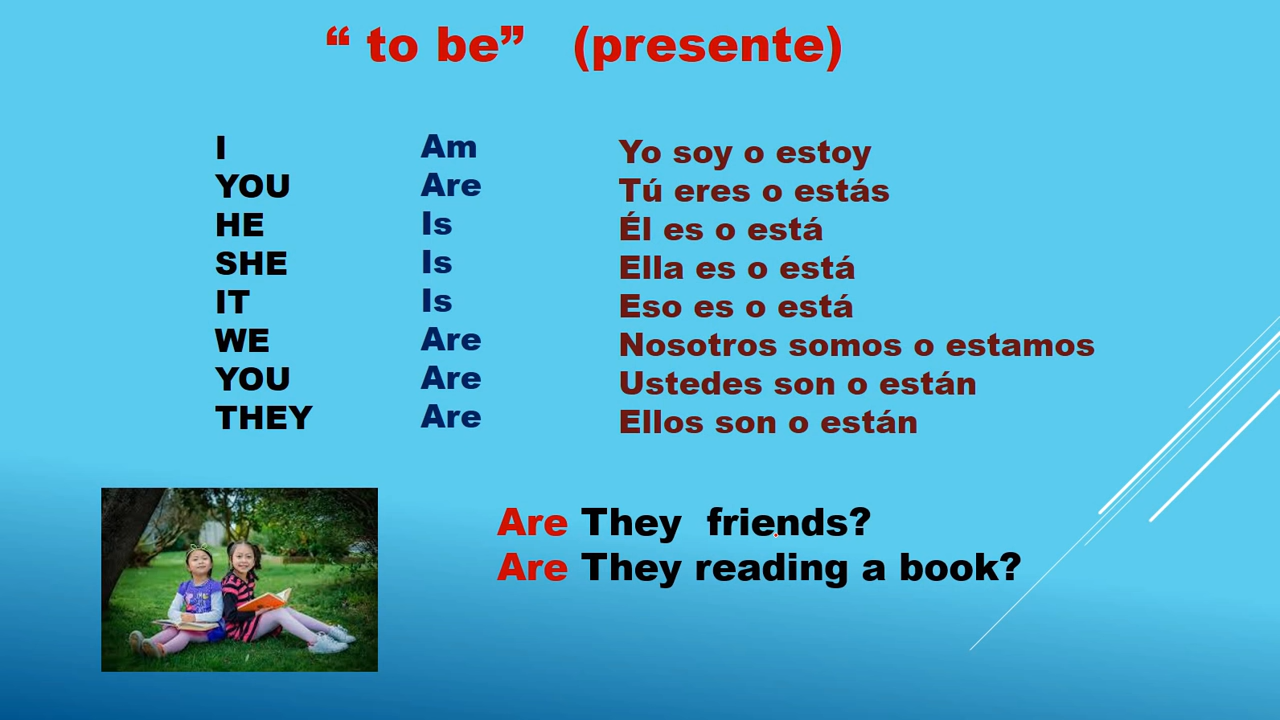 “ to be” (presente)
I Am Yo soy o estoy
YOU Are Tú eres o estás
HE Is Él es o está
SHE Is Ella es o está
IT Is Eso es o está
WE Are Nosotros somos o estamos
YOU Are Ustedes son o están
THEY Are Ellos son o están
Are They friends?
Are They reading a book?